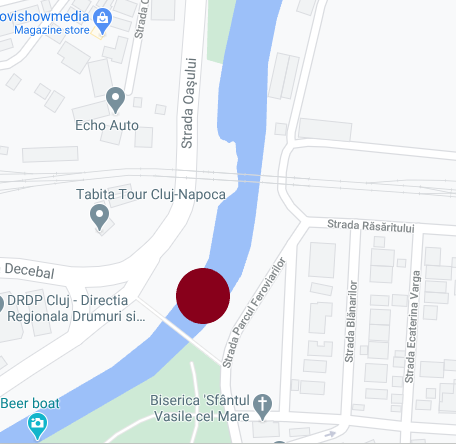 ovishowmedia
Magazine store
Strada O
Strada Oașului
Echo Auto
Tabita Tour Cluj-Napoca
Strada Răsăritului
Decebal
DRDP Cluj - Directia
Regionala Drumuri si...
Strada Parcul Feroviarilor
Strada Blănarilor
Strada Ecaterina Varga
Biserica 'Sfântul
Vasile cel Mare
Beer boat